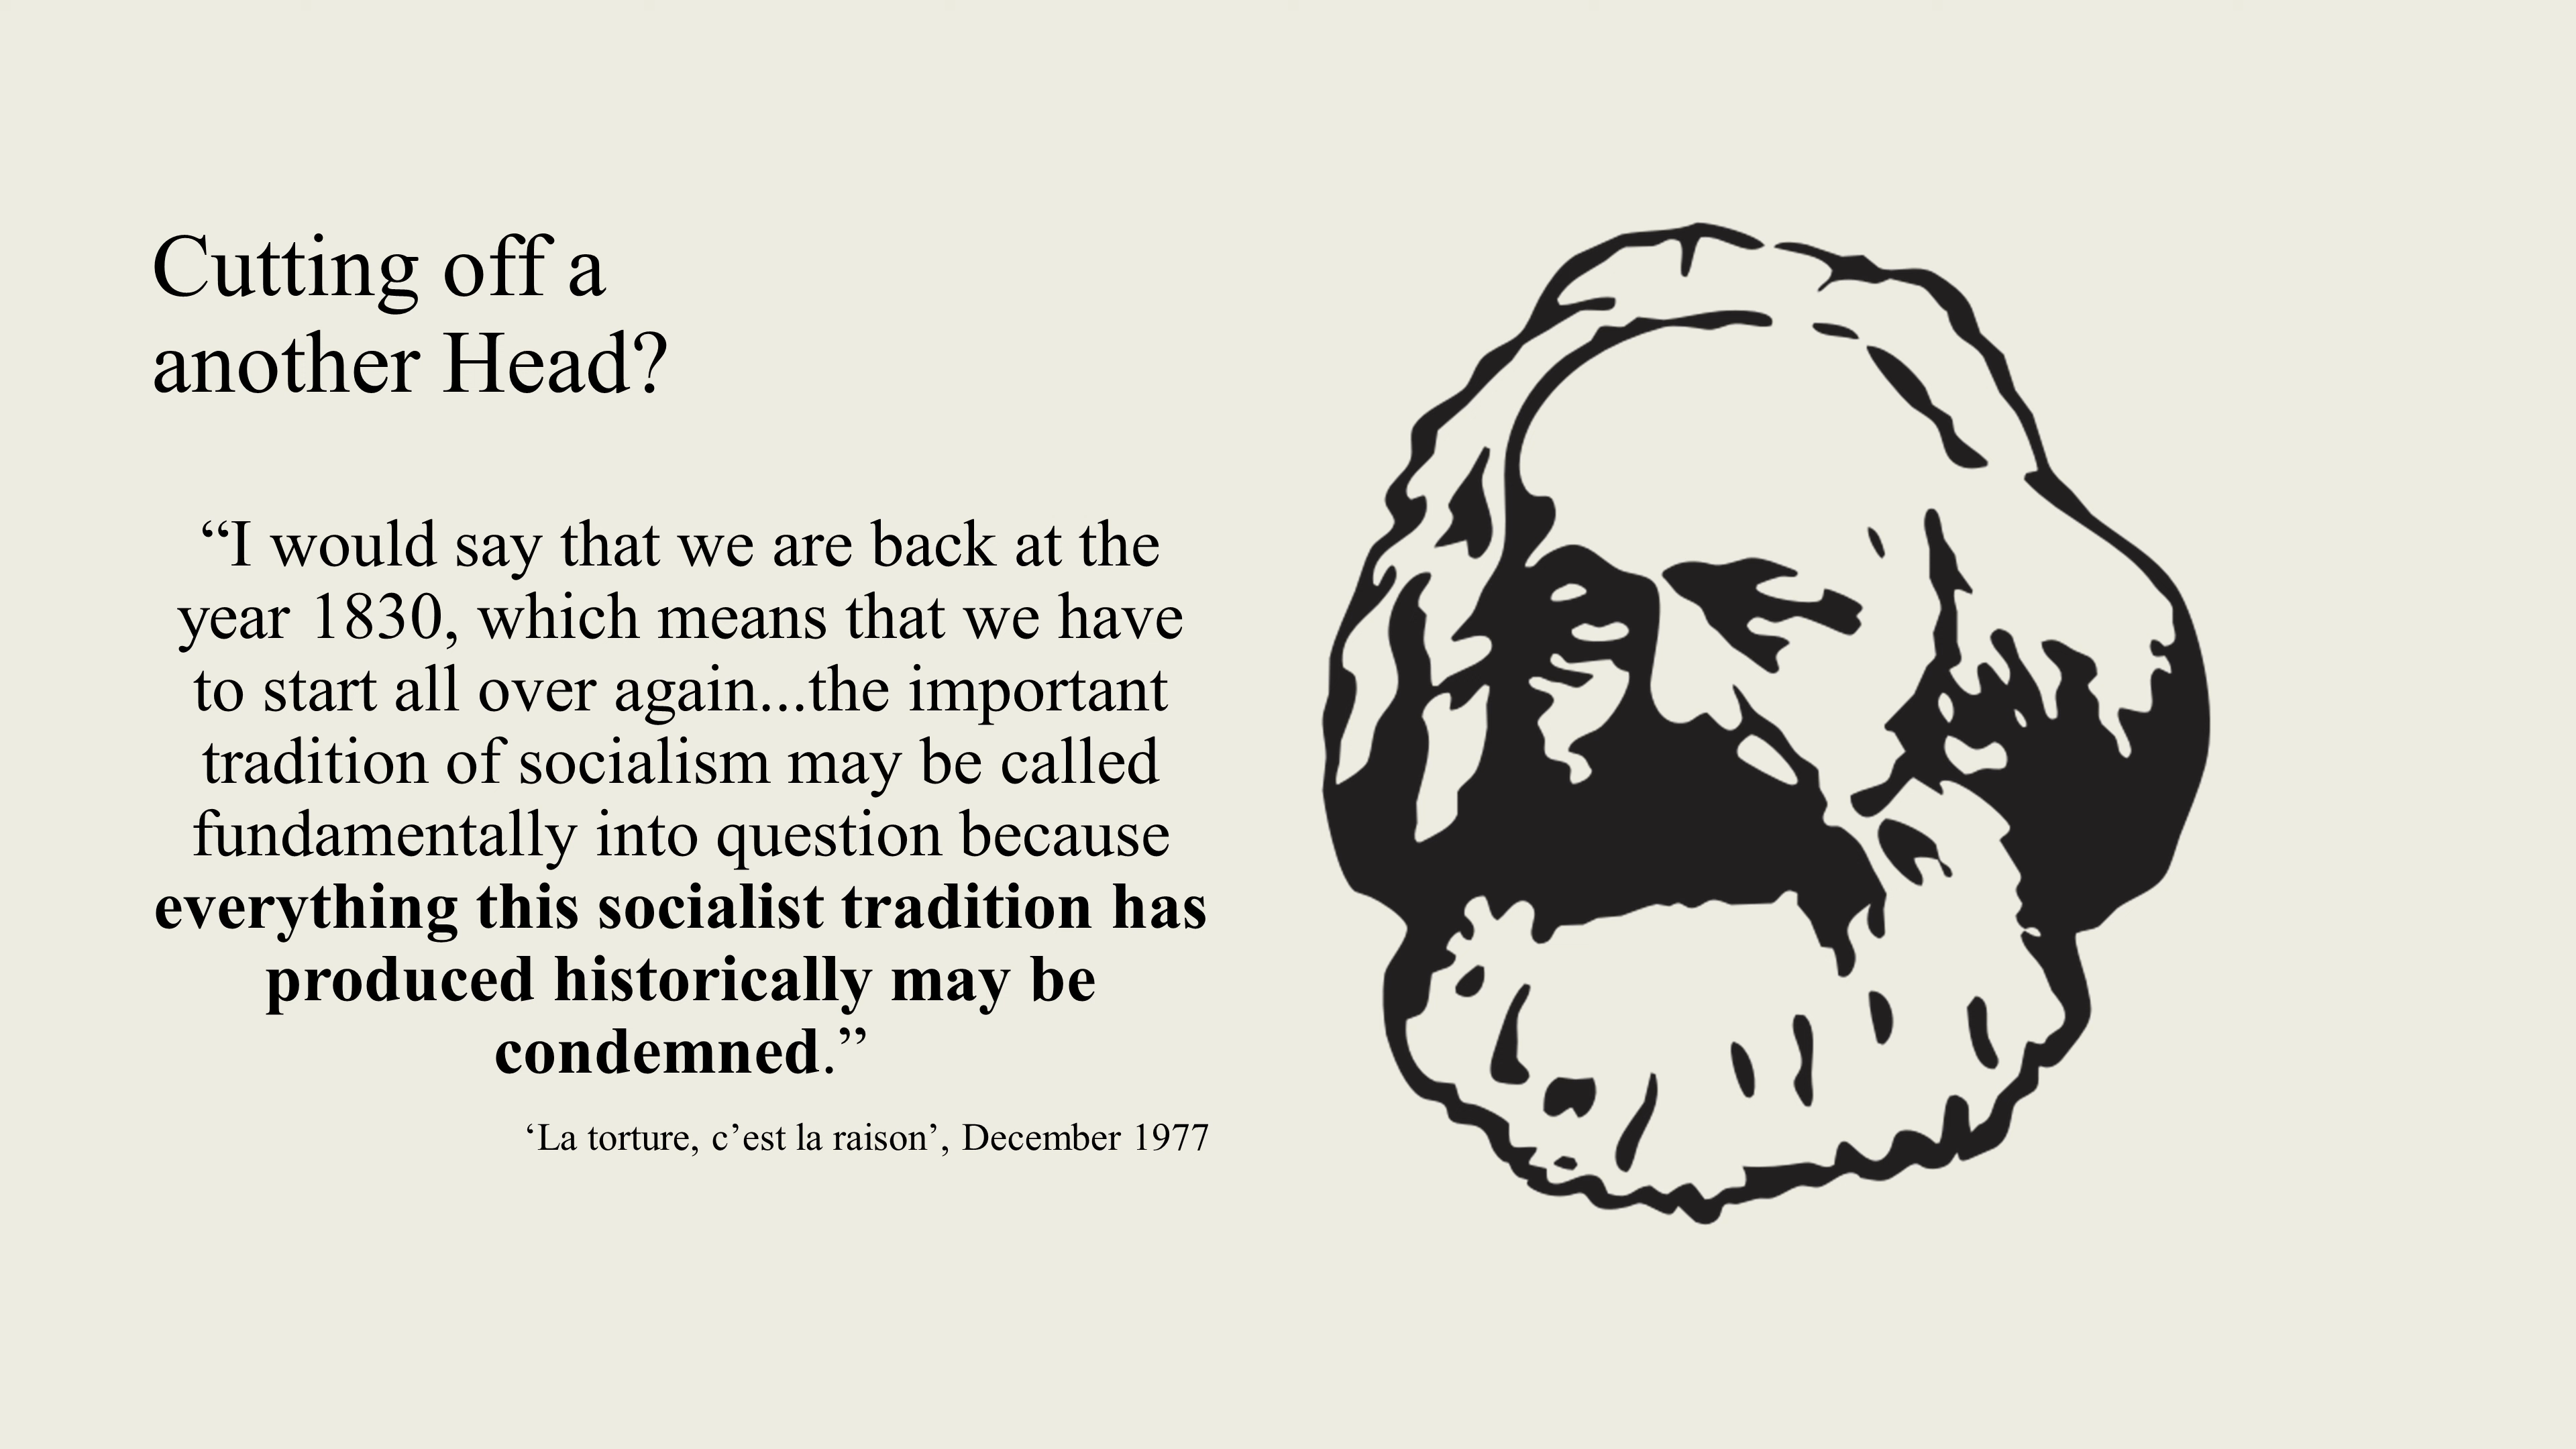 Cutting off a
another Head?
“I would say that we are back at the
year 1830, which means that we have
to start all over again...the important
tradition of socialism may be called
fundamentally into question because
everything this socialist tradition has
produced historically may be
condemned.”
‘La torture, c’est la raison’, December 1977